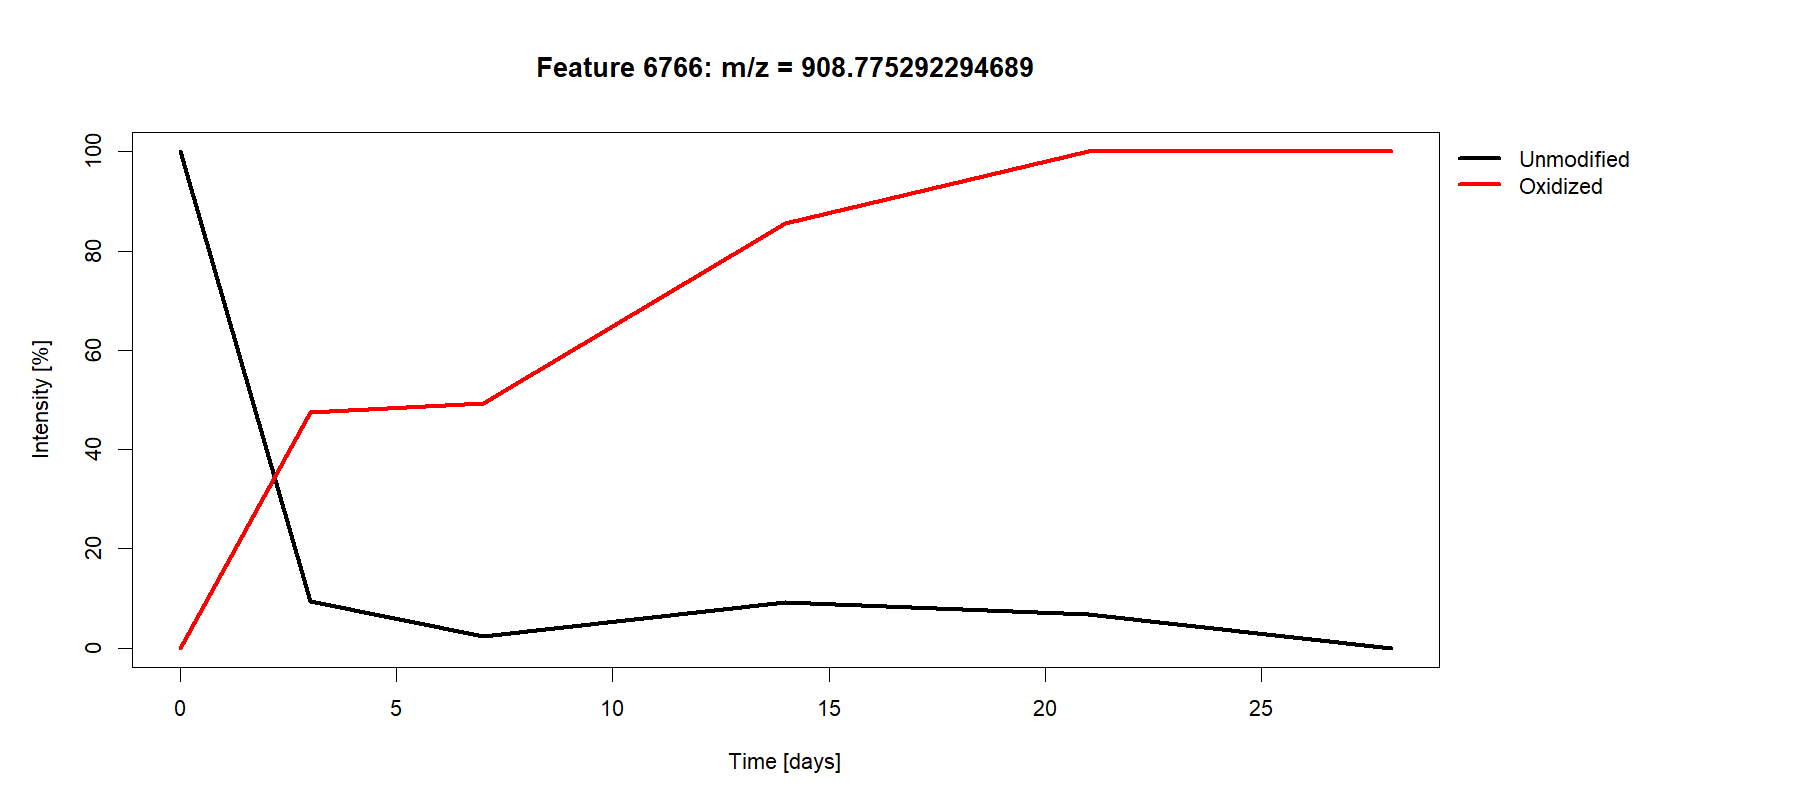 Feature 6766: m/z = 908.775292294689
Unmodified
Oxidized
Intensity [%]
100
80
60
40
20
0
0 5 10 15 20 25
Time [days]